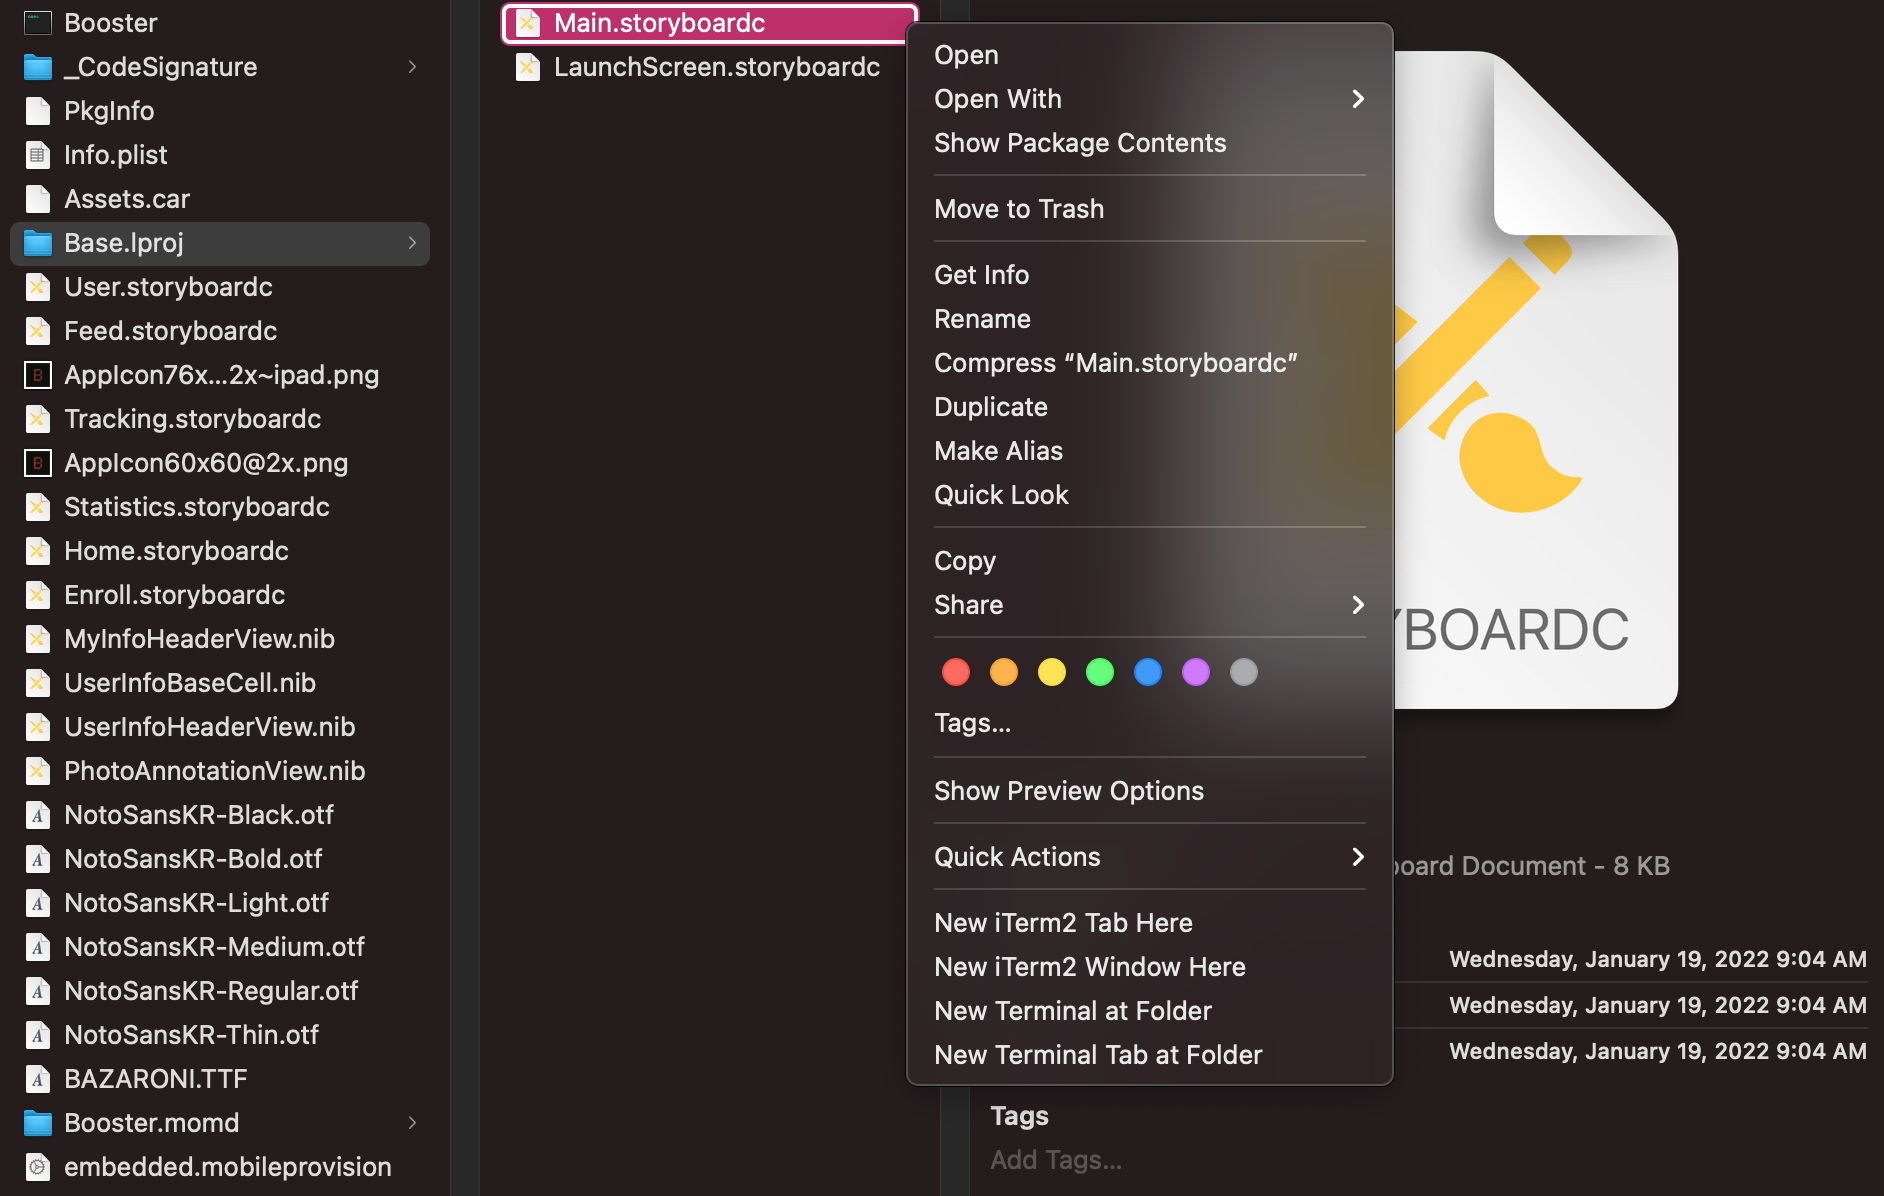 Booster
_CodeSignature
PkgInfo
Info.plist
Assets.car
Base.lproj
User.storyboardc
Feed.storyboardc
AppIcon76x...2x~ipad.png
Tracking.storyboardc
AppIcon60x60@2x.png
Statistics.storyboardc
Home.storyboardc
Enroll.storyboardc
MyInfoHeaderView.nib
UserInfoBaseCell.nib
UserInfoHeaderView.nib
PhotoAnnotationView.nib
NotoSansKR-Black.otf
NotoSansKR-Bold.otf
NotoSansKR-Light.otf
NotoSansKR-Medium.otf
NotoSansKR-Regular.otf
NotoSansKR-Thin.otf
BAZARONI.TTF
Booster.momd
embedded.mobileprovision
Main.storyboardc
LaunchScreen.storyboardc
Open
Open With
Show Package Contents
Move to Trash
Get Info
Rename
Compress “Main.storyboardc”
Duplicate
Make Alias
Quick Look
Copy
Share
Tags...
Show Preview Options
Quick Actions
New iTerm2 Tab Here
New iTerm2 Window Here
New Terminal at Folder
New Terminal Tab at Folder
YBOARDC
board Document - 8 KB
Wednesday, January 19, 2022 9:04 AM
Wednesday, January 19, 2022 9:04 AM
Wednesday, January 19, 2022 9:04 AM
Tags
Add Tags...